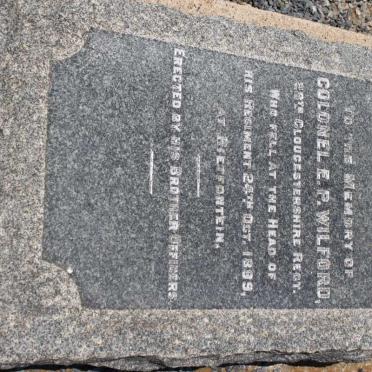 TO THE MEMORY OF
COLONEL E. P. WILFORD,
28TH GLOUCESTERSHIRE REGT.
WHO FELL AT THE HEAD OF
HIS REGIMENT 24TH OCT. 1899,
AT RIETFONTEIN.
ERECTED BY HIS BROTHER OFFICERS.